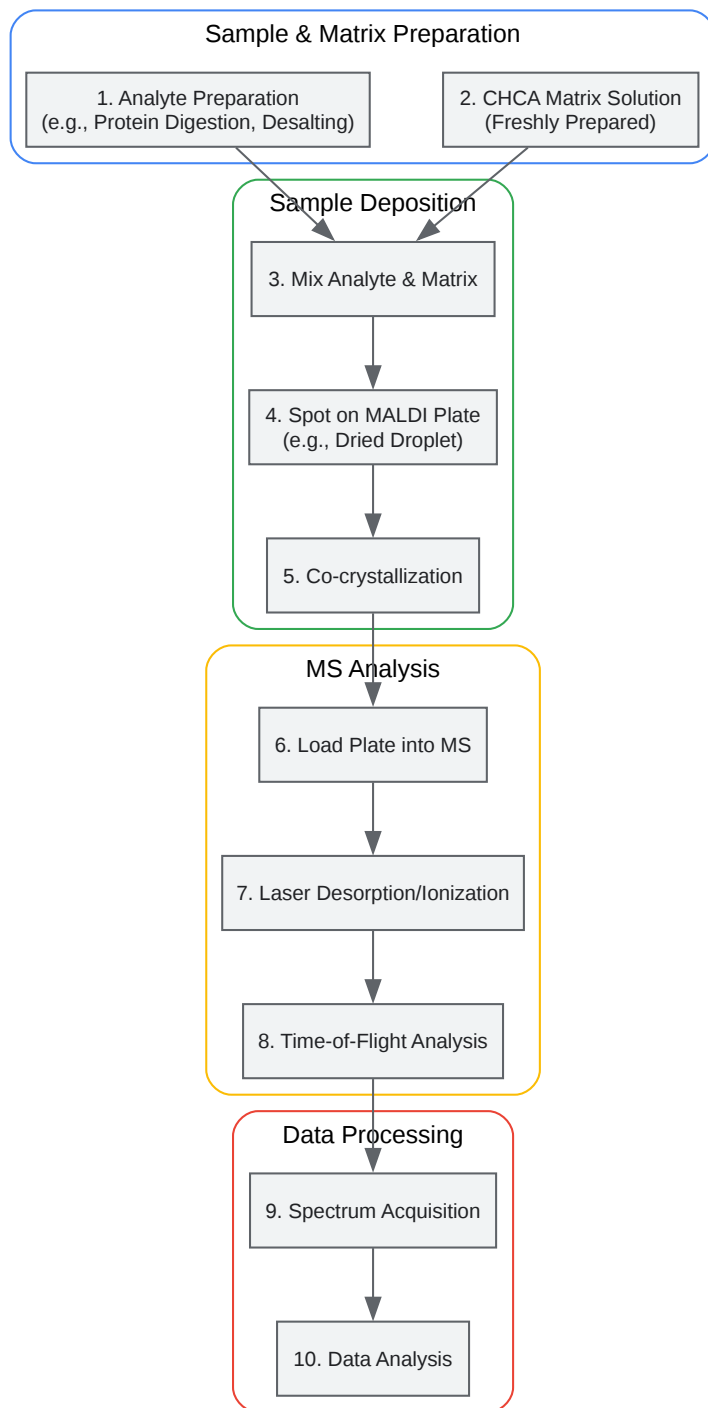 Sample & Matrix Preparation
1. Analyte Preparation
(e.g., Protein Digestion, Desalting)
2. CHCA Matrix Solution
(Freshly Prepared)
Sample Deposition
3. Mix Analyte & Matrix
4. Spot on MALDI Plate
(e.g., Dried Droplet)
5. Co-crystallization
MS Analysis
6. Load Plate into MS
7. Laser Desorption/Ionization
8. Time-of-Flight Analysis
Data Processing
9. Spectrum Acquisition
10. Data Analysis